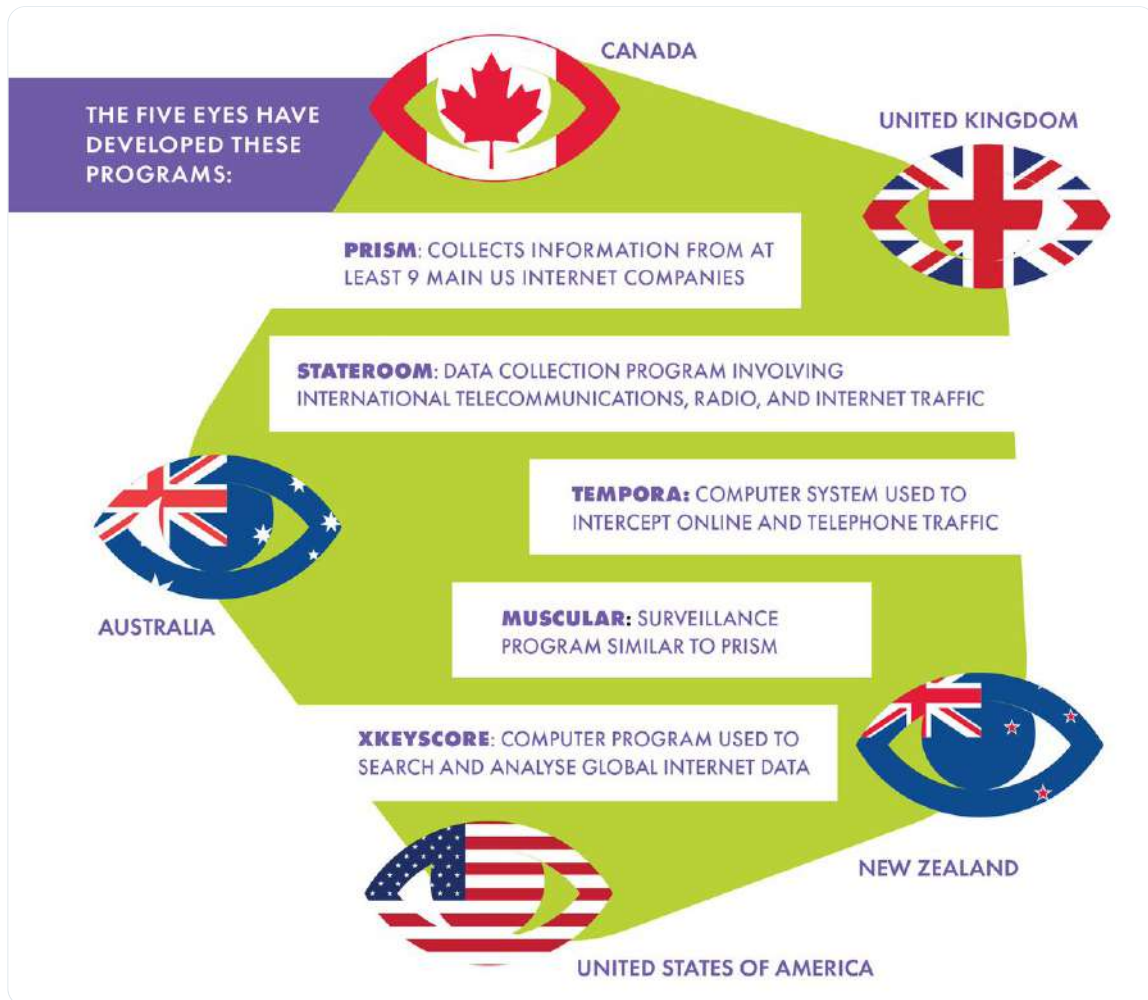 CANADA
THE FIVE EYES HAVE
DEVELOPED THESE
PROGRAMS:
UNITED KINGDOM
PRISM: COLLECTS INFORMATION FROM AT
LEAST 9 MAIN US INTERNET COMPANIES
STATEROOM: DATA COLLECTION PROGRAM INVOLVING
INTERNATIONAL TELECOMMUNICATIONS, RADIO, AND INTERNET TRAFFIC
TEMPORA: COMPUTER SYSTEM USED TO
INTERCEPT ONLINE AND TELEPHONE TRAFFIC
AUSTRALIA
MUSCULAR: SURVEILLANCE
PROGRAM SIMILAR TO PRISM
XKEYSCORE: COMPUTER PROGRAM USED TO
SEARCH AND ANALYSE GLOBAL INTERNET DATA
NEW ZEALAND
UNITED STATES OF AMERICA